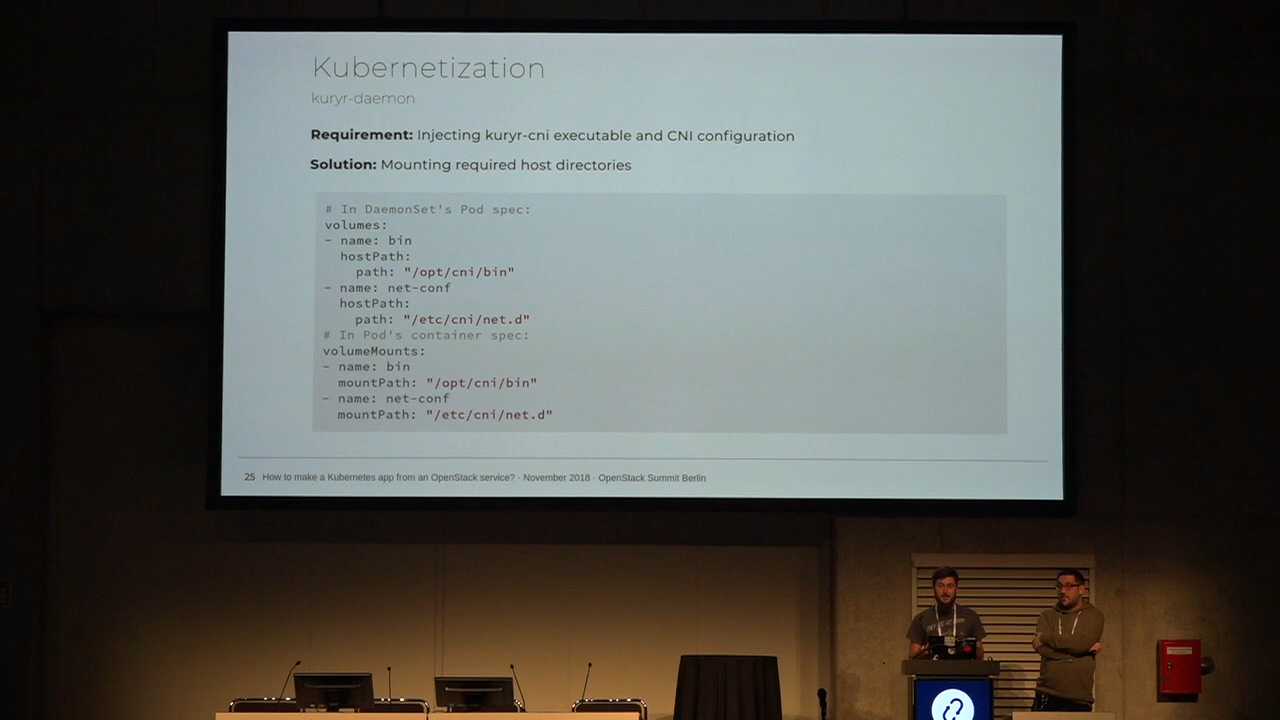 Kubernetization
kuryr-daemon
Requirement: Injecting kuryr-cni executable and CNI configuration
Solution: Mounting required host directories
# In DaemonSet's Pod spec:
volumes:
- name: bin
  hostPath:
    path: "/opt/cni/bin"
- name: net-conf
  hostPath:
    path: "/etc/cni/net.d"
# In Pod's container spec:
volumeMounts:
- name: bin
  mountPath: "/opt/cni/bin"
- name: net-conf
  mountPath: "/etc/cni/net.d"
25 How to make a Kubernetes app from an OpenStack service? · November 2018 · OpenStack Summit Berlin